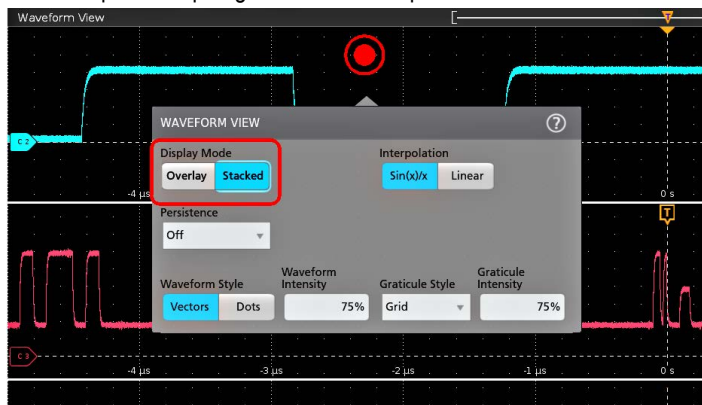 Waveform View
T
C 2
WAVEFORM VIEW
?
Display Mode
Interpolation
Overlay Stacked
Sin(x)/x Linear
-4 µs
0 s
Persistence
T
Off
Waveform Style
Waveform Intensity
Graticule Style
Graticule Intensity
Vectors Dots
75%
Grid
75%
C 3
-4 µs
-3 µs
-2 µs
-1 µs
0 s